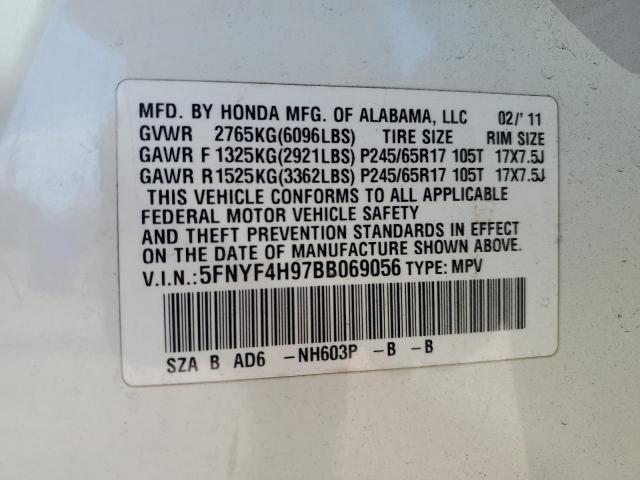 MFD. BY HONDA MFG. OF ALABAMA, LLC 02/'11
GVWR 2765KG(6096LBS) TIRE SIZE RIM SIZE
GAWR F 1325KG(2921LBS) P245/65R17 105T 17X7.5J
GAWR R1525KG(3362LBS) P245/65R17 105T 17X7.5J
THIS VEHICLE CONFORMS TO ALL APPLICABLE
FEDERAL MOTOR VEHICLE SAFETY
AND THEFT PREVENTION STANDARDS IN EFFECT
ON THE DATE OF MANUFACTURE SHOWN ABOVE.
V.I.N.:5FNYF4H97BB069056 TYPE: MPV
SZA B AD6 -NH603P -B -B